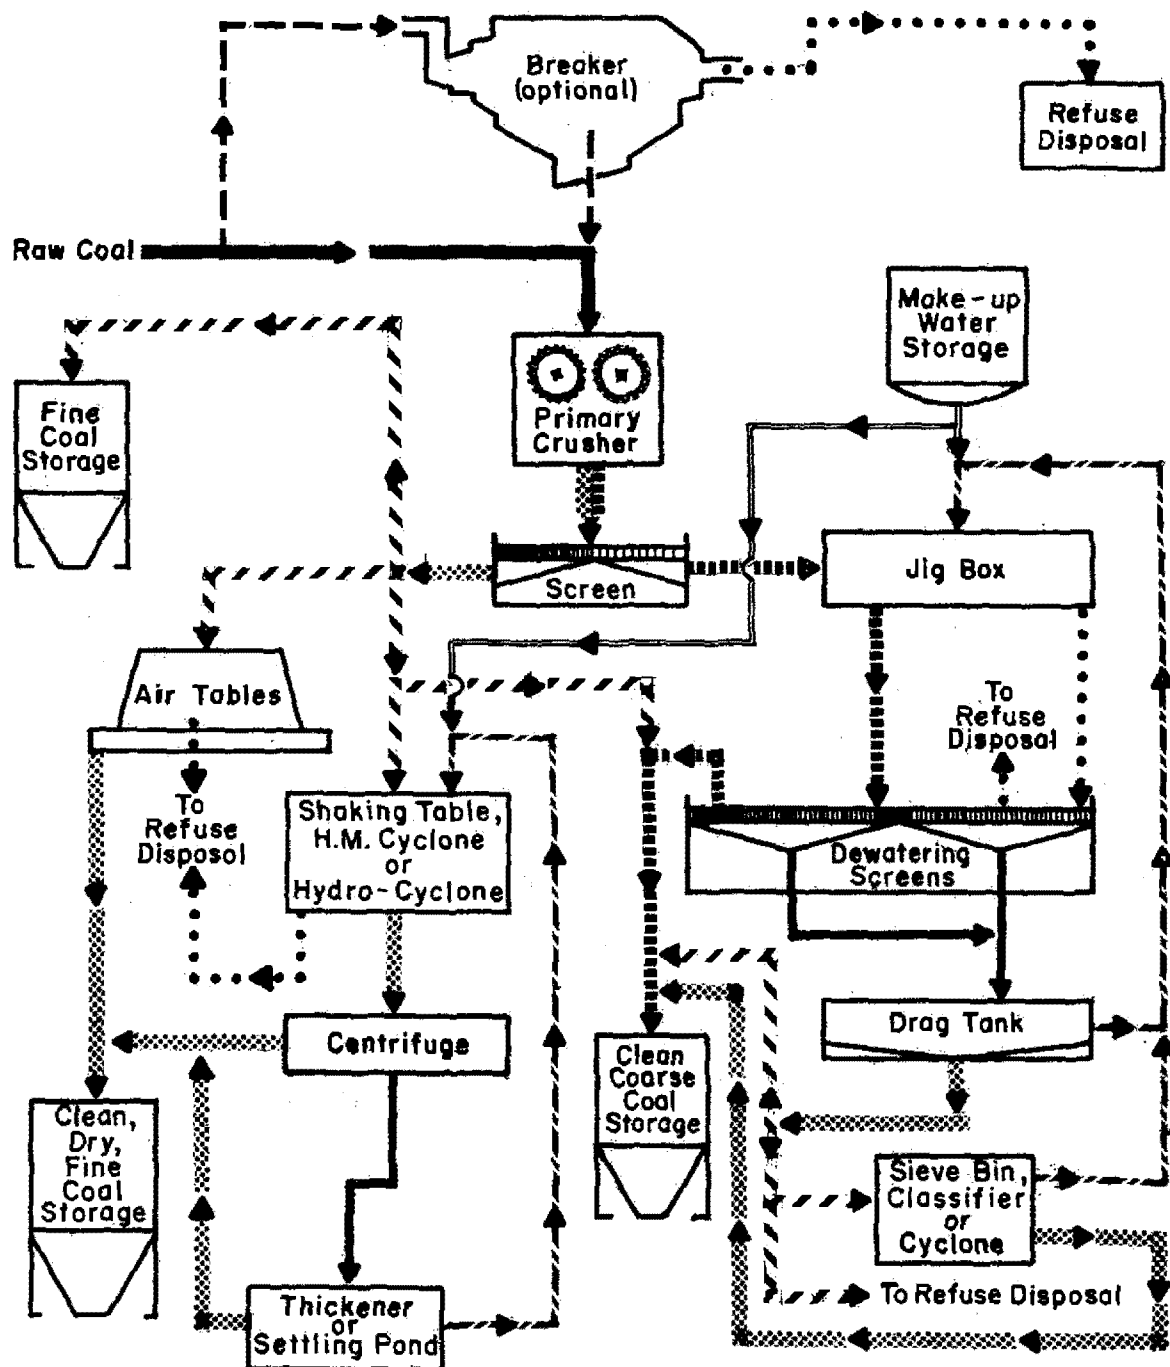 Breaker
(optional)
Refuse
Disposal
Raw Coal
Make-up
Water
Storage
Fine
Coal
Storage
Primary
Crusher
Screen
Jig Box
Air Tables
To
Refuse
Disposal
To
Refuse
Disposol
Shaking Table,
H.M. Cyclone
or
Hydro-Cyclone
Dewatering
Screens
Centrifuge
Drag Tank
Clean
Coarse
Coal
Storage
Clean,
Dry,
Fine
Coal
Storage
Sieve Bin,
Classifier
or
Cyclone
To Refuse Disposal
Thickener
or
Settling Pond